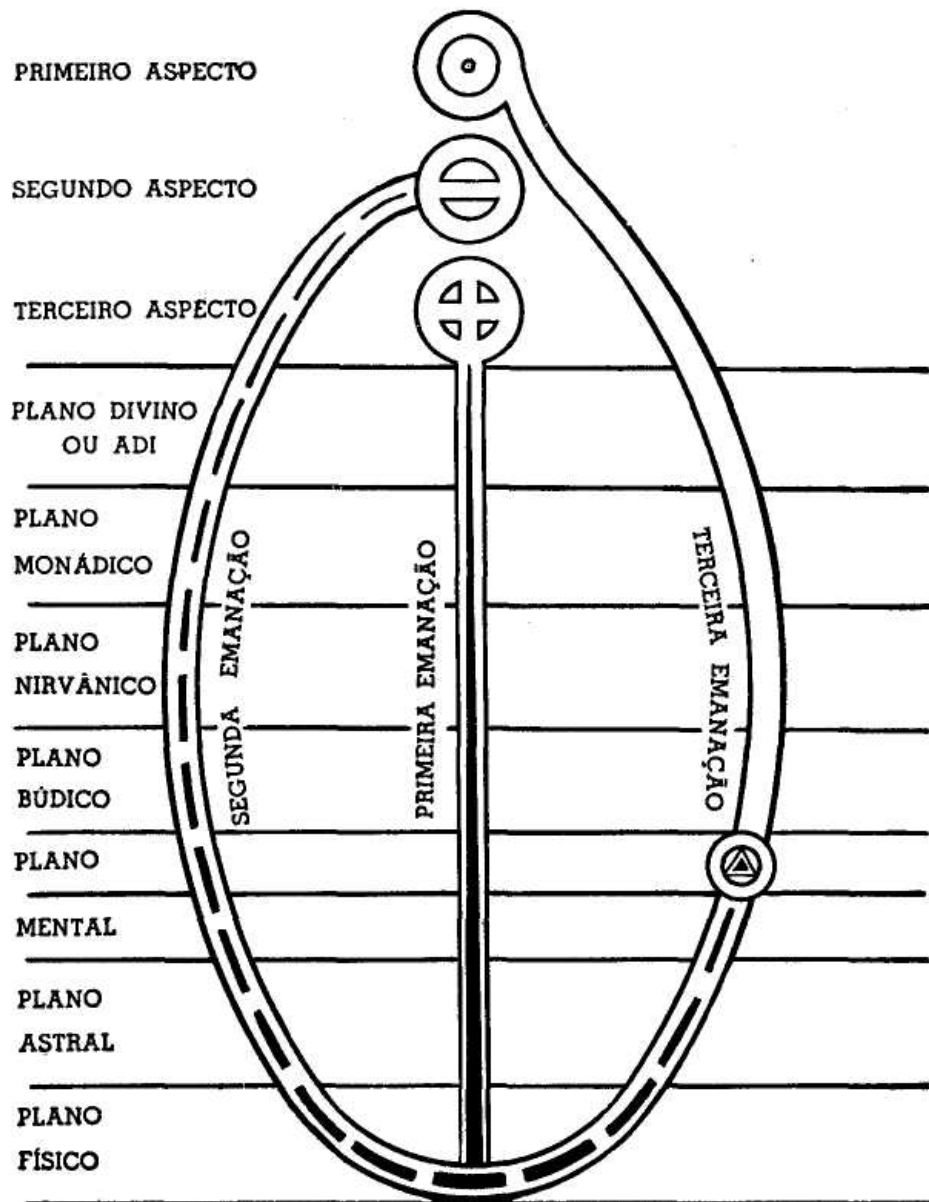 PRIMEIRO ASPECTO
SEGUNDO ASPECTO
TERCEIRO ASPECTO
PLANO DIVINO
OU ADI
PLANO
MONÁDICO
PLANO
NIRVÂNICO
PLANO
BÚDICO
PLANO
MENTAL
PLANO
ASTRAL
PLANO
FÍSICO
SEGUNDA EMANAÇÃO
PRIMEIRA EMANAÇÃO
TERCEIRA EMANAÇÃO